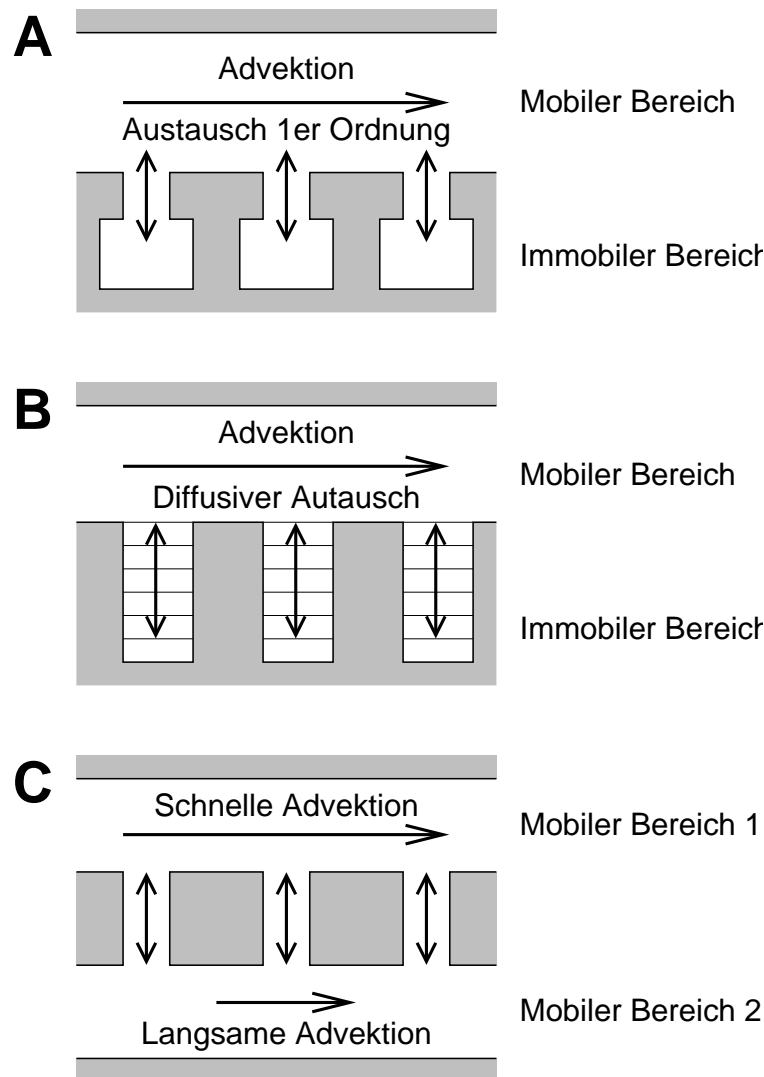 A
Advektion
Mobiler Bereich
Austausch 1er Ordnung
Immobiler Bereich
B
Advektion
Mobiler Bereich
Diffusiver Autausch
Immobiler Bereich
C
Schnelle Advektion
Mobiler Bereich 1
Mobiler Bereich 2
Langsame Advektion